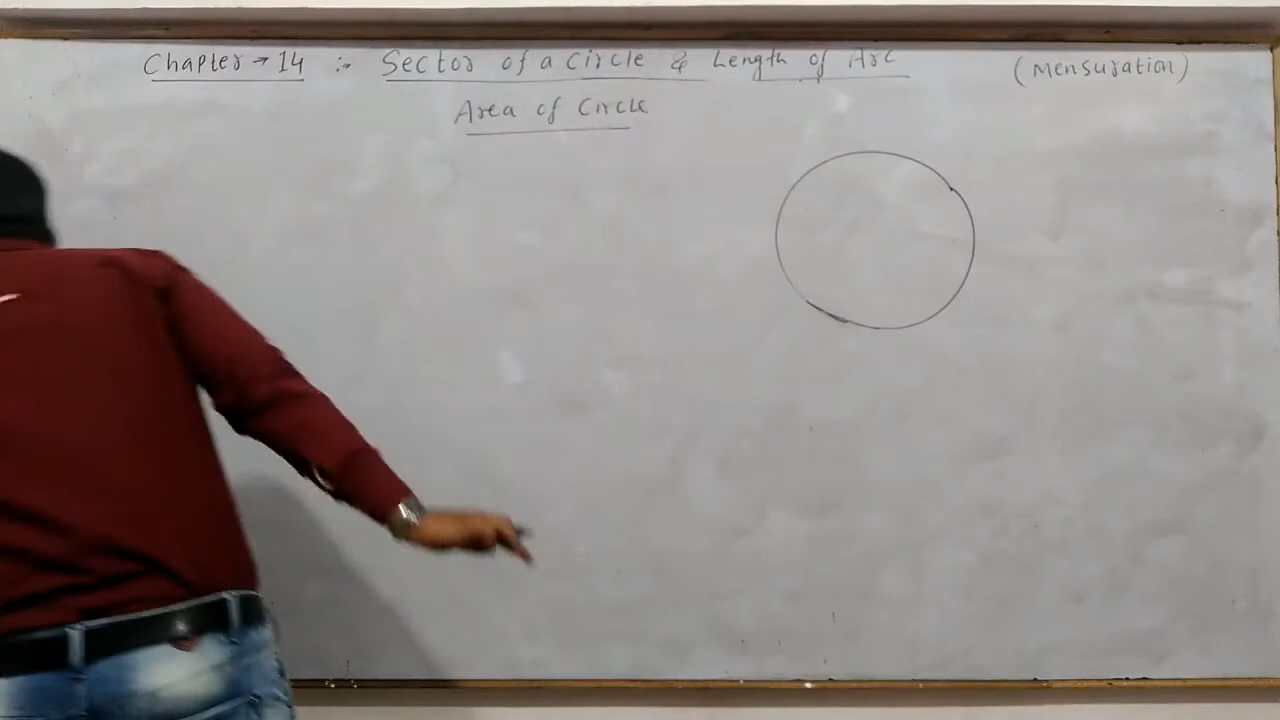 Chapter → 14 :- Sector of a Circle & Length of Arc (Mensuration)
Area of Circle